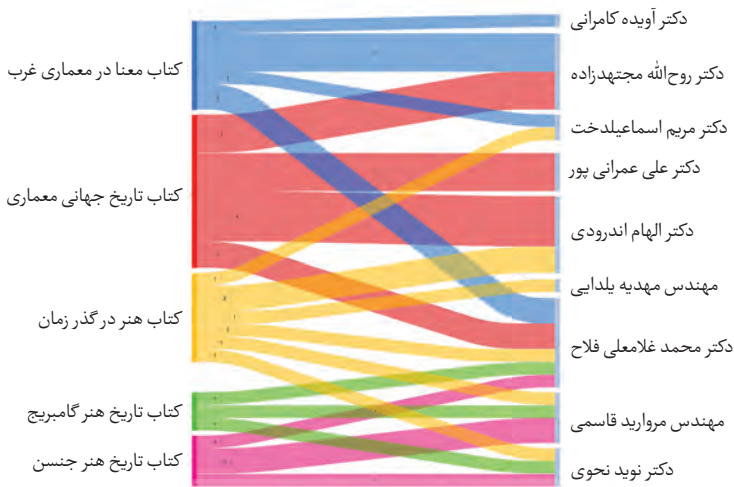 دکتر آویده کامرانی
کتاب معنا در معماری غرب
دکتر روح‌الله مجتهدزاده
دکتر مریم اسماعیلدخت
دکتر علی عمرانی پور
کتاب تاریخ جهانی معماری
دکتر الهام اندرودی
مهندس مهدیه یلدایی
کتاب هنر در گذر زمان
دکتر محمد غلامعلی فلاح
کتاب تاریخ هنر گامبریج
مهندس مروارید قاسمی
کتاب تاریخ هنر جنسن
دکتر نوید نحوی